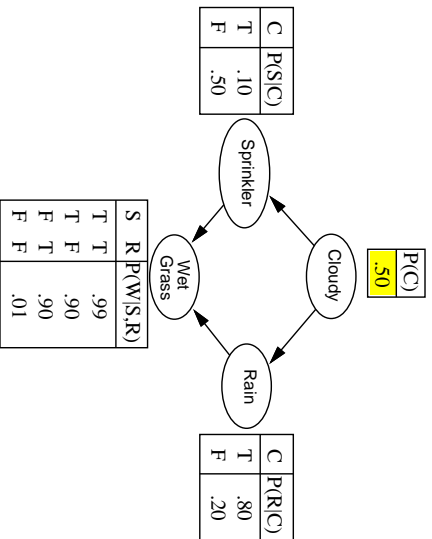 P(C)
.50
Cloudy
C P(S|C)
T .10
F .50
Sprinkler
Rain
C P(R|C)
T .80
F .20
Wet
Grass
S R P(W|S,R)
T T .99
T F .90
F T .90
F F .01